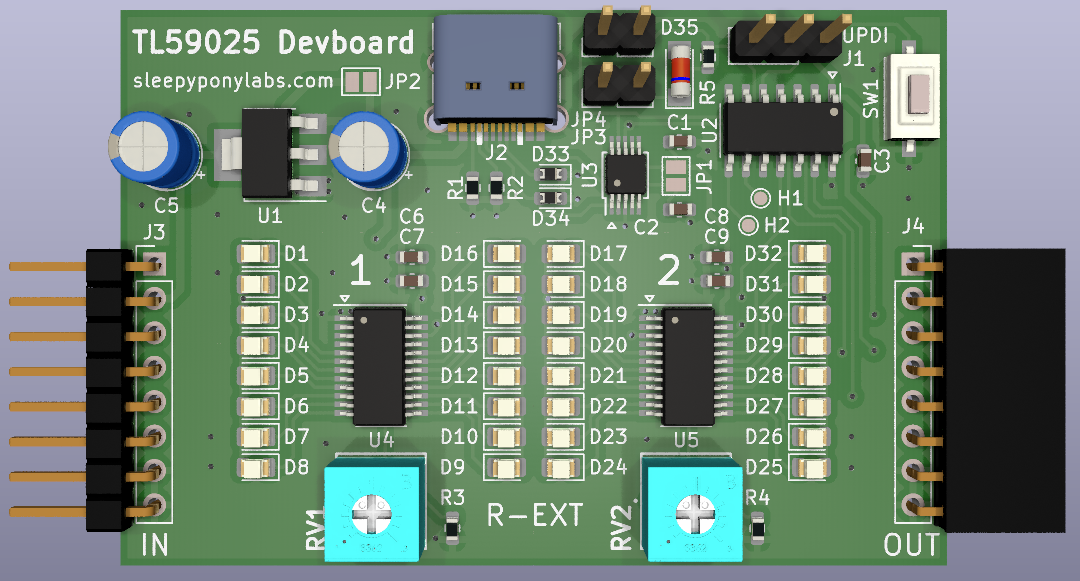 TL59025 Devboard
sleepyponylabs.com
JP2
D35
UPDI
J1
R5
U2
SW1
JP4
JP3
C1
J2
D33
U3
JP1
C3
R1
R2
D34
H1
H2
C5
U1
C4
C2
C8
C9
C6
C7
J3
J4
1
2
D1
D16
D17
D32
D2
D15
D18
D31
D3
D14
D19
D30
D4
D13
D20
D29
D5
D12
D21
D28
D6
D11
D22
D27
D7
U4
D10
D23
U5
D26
D8
D9
D24
D25
RV1
R3
R-EXT
RV2
R4
IN
OUT